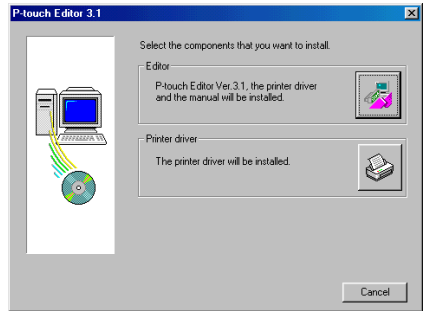 P-touch Editor 3.1
Select the components that you want to install.
Editor
P-touch Editor Ver.3.1, the printer driver
and the manual will be installed.
Printer driver
The printer driver will be installed.
Cancel